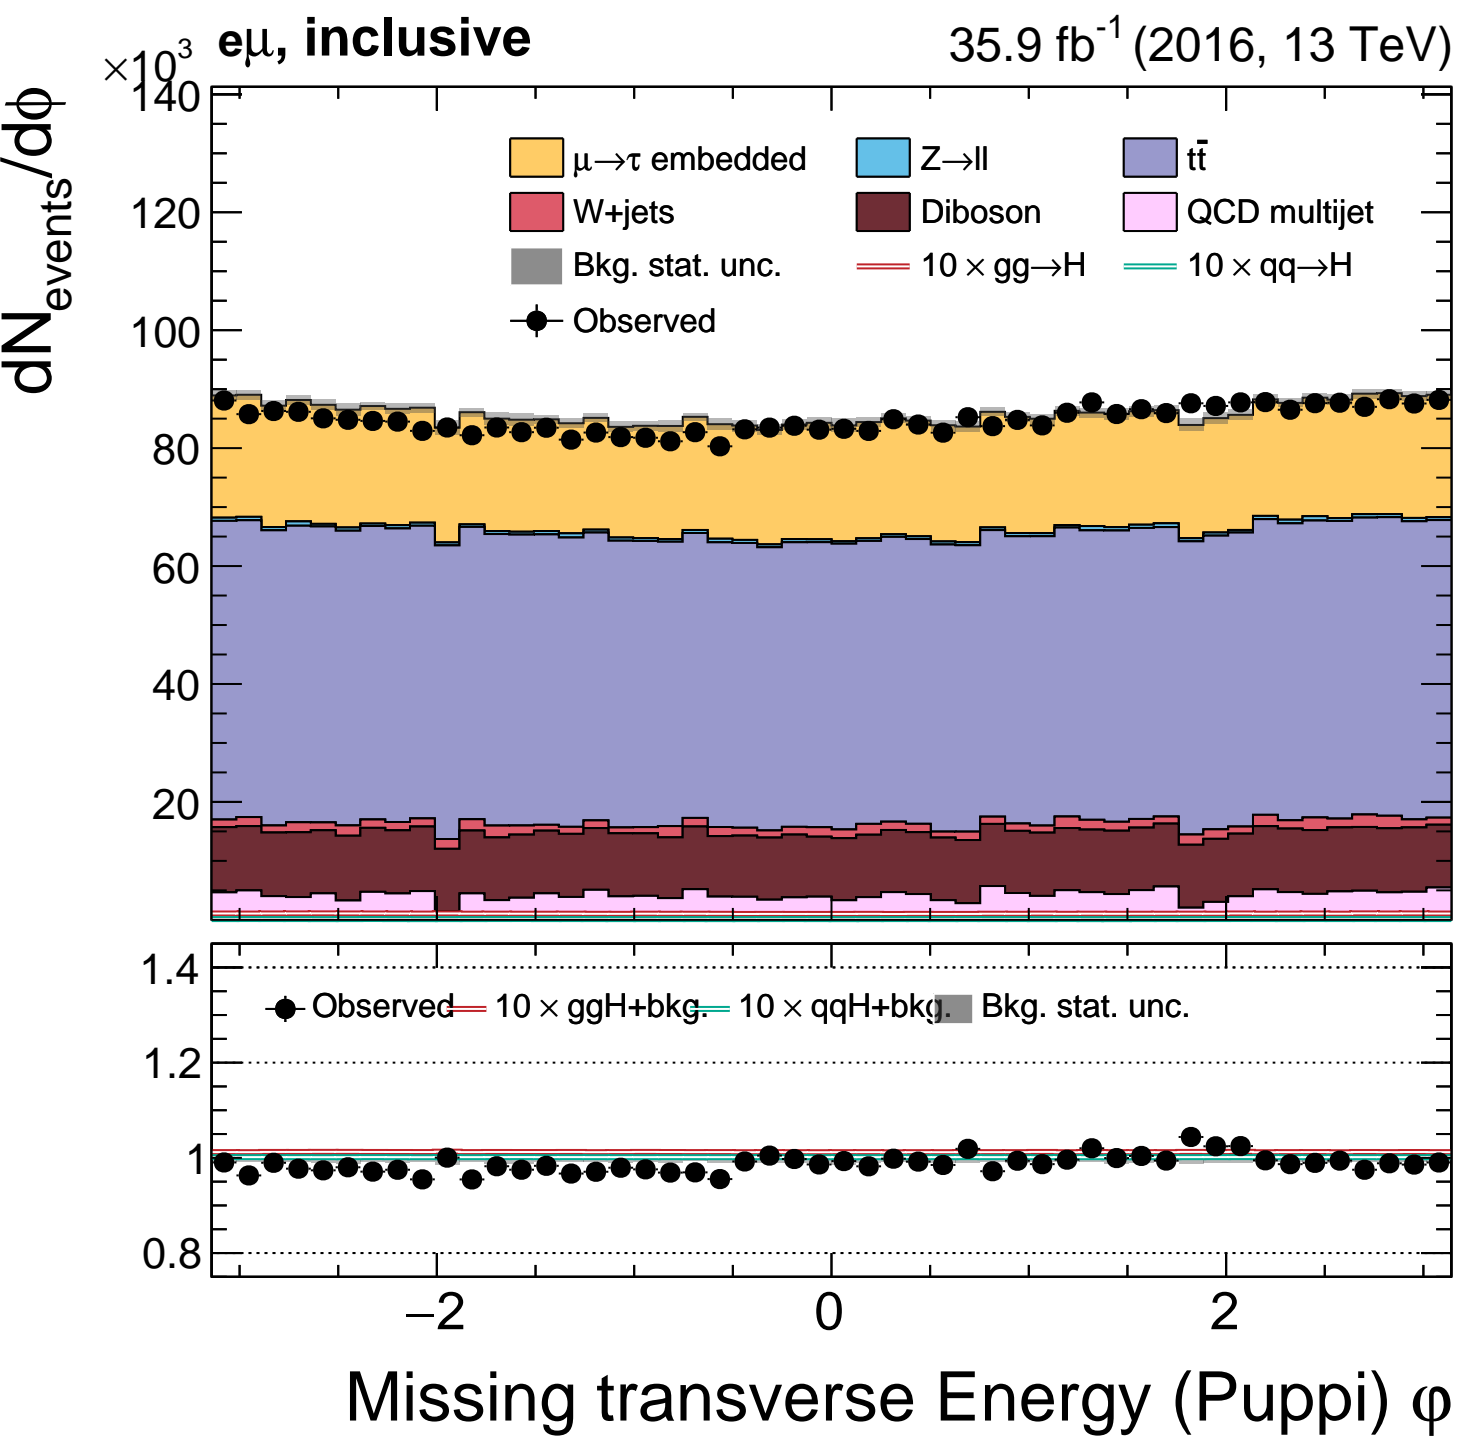 eμ, inclusive 35.9 fb⁻¹ (2016, 13 TeV)
×10³
dN_events/dϕ
140
120
100
80
60
40
20
μ→τ embedded Z→ll tt̄
W+jets Diboson QCD multijet
Bkg. stat. unc. 10 × gg→H 10 × qq→H
Observed
1.4
1.2
1
0.8
Observed 10 × ggH+bkg. 10 × qqH+bkg. Bkg. stat. unc.
−2 0 2
Missing transverse Energy (Puppi) φ